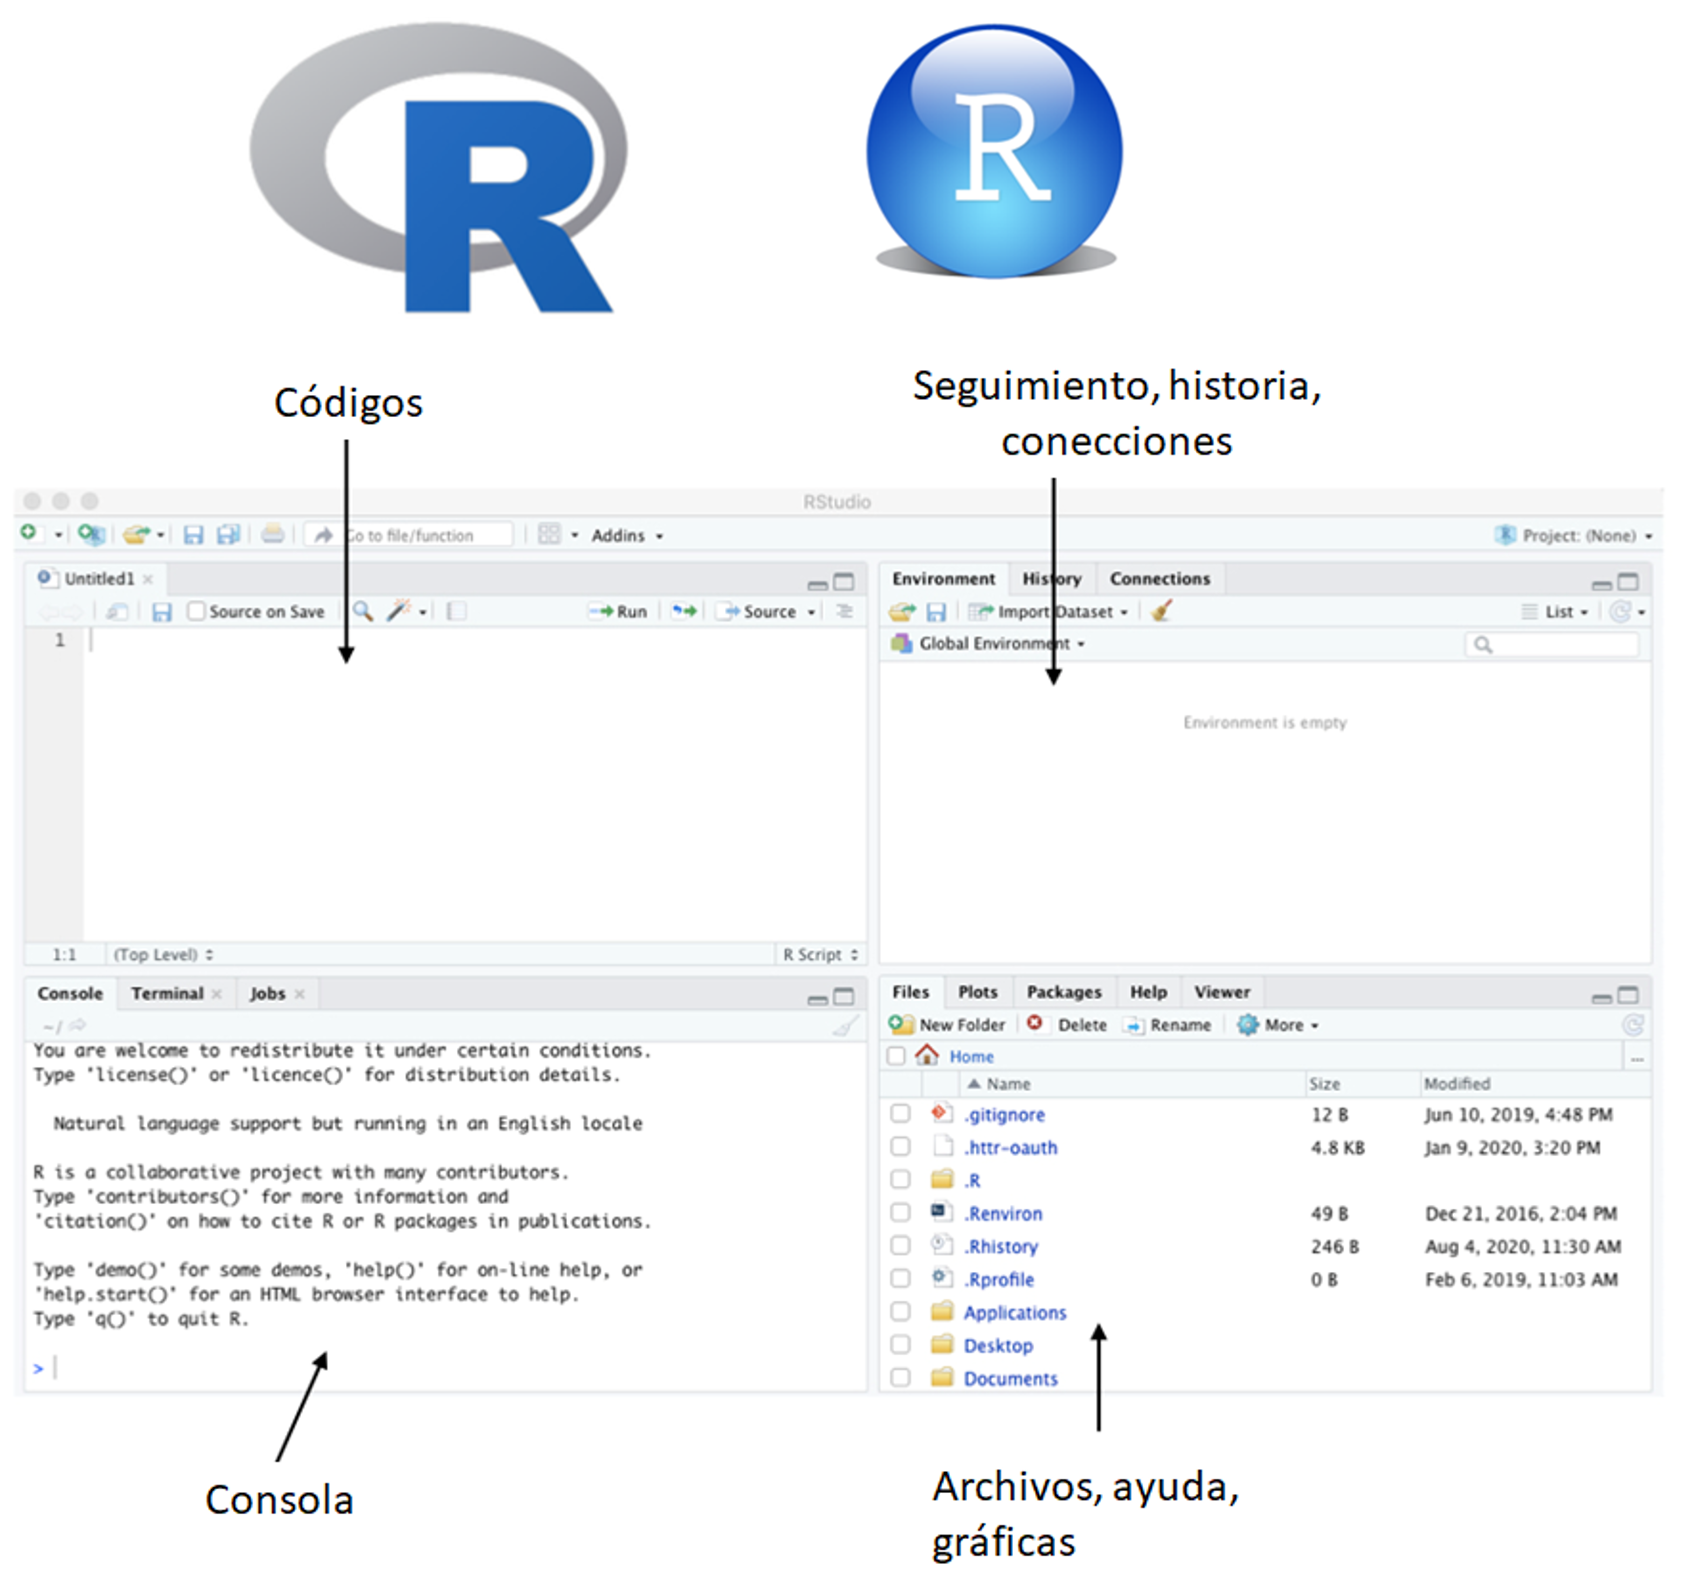 R
R
Códigos
Seguimiento, historia,
conecciones
RStudio
Go to file/function
Addins
Project: (None)
Untitled1
Source on Save
Run
Source
1
1:1
(Top Level)
R Script
Environment
History
Connections
Import Dataset
List
Global Environment
Environment is empty
Console
Terminal
Jobs
~/
You are welcome to redistribute it under certain conditions.
Type 'license()' or 'licence()' for distribution details.
Natural language support but running in an English locale
R is a collaborative project with many contributors.
Type 'contributors()' for more information and
'citation()' on how to cite R or R packages in publications.
Type 'demo()' for some demos, 'help()' for on-line help, or
'help.start()' for an HTML browser interface to help.
Type 'q()' to quit R.
>
Files
Plots
Packages
Help
Viewer
New Folder
Delete
Rename
More
Home
...
Name Size Modified
.gitignore 12 B Jun 10, 2019, 4:48 PM
.httr-oauth 4.8 KB Jan 9, 2020, 3:20 PM
.R
.Renviron 49 B Dec 21, 2016, 2:04 PM
.Rhistory 246 B Aug 4, 2020, 11:30 AM
.Rprofile 0 B Feb 6, 2019, 11:03 AM
Applications
Desktop
Documents
Consola
Archivos, ayuda,
gráficas